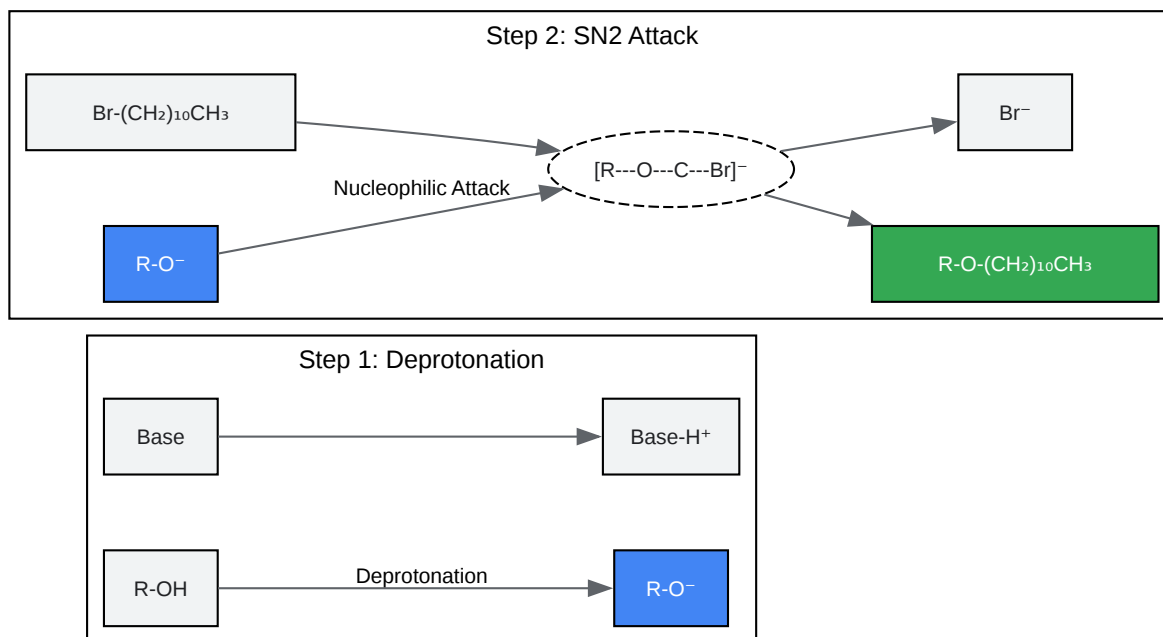 Step 2: SN2 Attack
Br-(CH₂)₁₀CH₃
Br⁻
[R---O---C---Br]⁻
Nucleophilic Attack
R-O⁻
R-O-(CH₂)₁₀CH₃
Step 1: Deprotonation
Base
Base-H⁺
R-OH
Deprotonation
R-O⁻